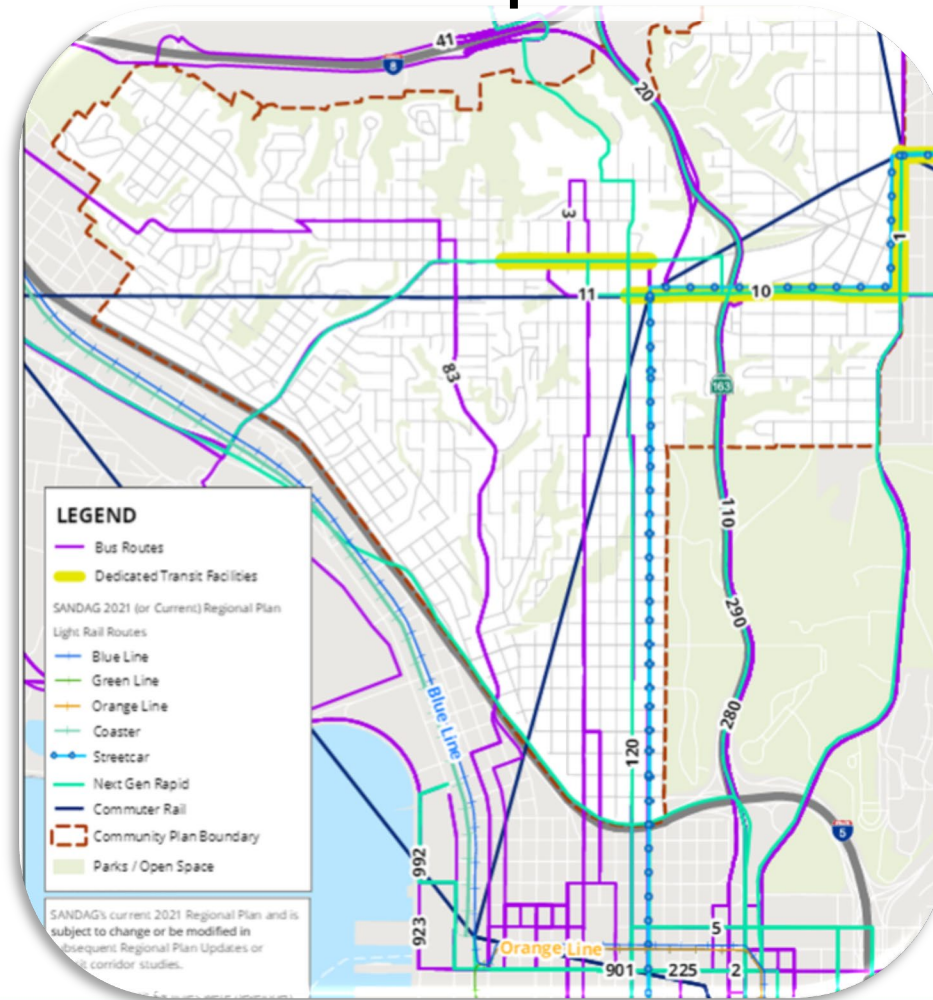 41
8
20
3
1
11
10
83
163
110
290
280
120
Blue Line
LEGEND
Bus Routes
Dedicated Transit Facilities
SANDAG 2021 (or Current) Regional Plan
Light Rail Routes
Blue Line
Green Line
Orange Line
Coaster
Streetcar
Next Gen Rapid
Commuter Rail
Community Plan Boundary
Parks / Open Space
SANDAG's current 2021 Regional Plan and is
subject to change or be modified in
subsequent Regional Plan Updates or
corridor studies.
992
923
5
5
Orange Line
901
225
2